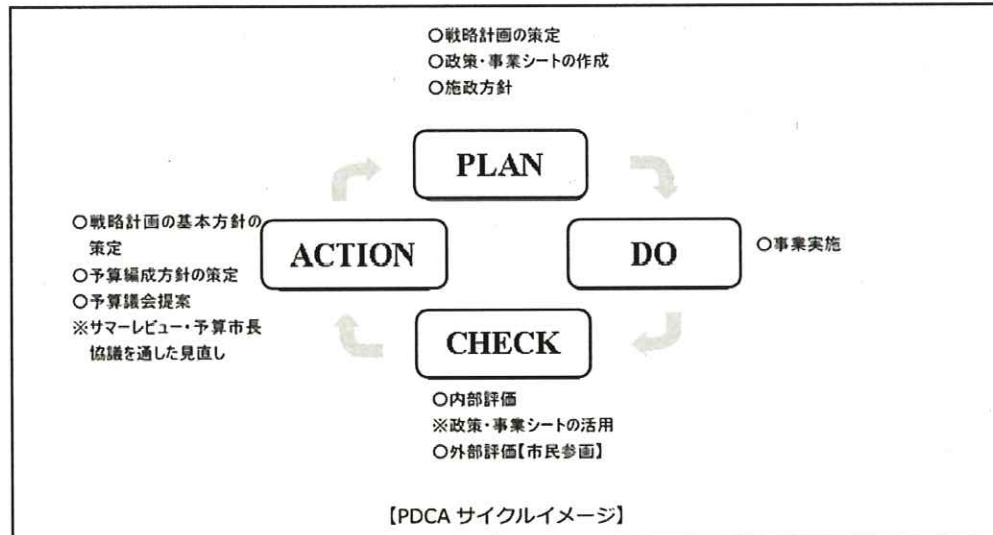 ○戦略計画の策定
○政策・事業シートの作成
○施政方針
PLAN
○戦略計画の基本方針の
策定
○予算編成方針の策定
○予算議会提案
※サマーレビュー・予算市長
協議を通した見直し
ACTION
DO
○事業実施
CHECK
○内部評価
※政策・事業シートの活用
○外部評価【市民参画】
【PDCA サイクルイメージ】